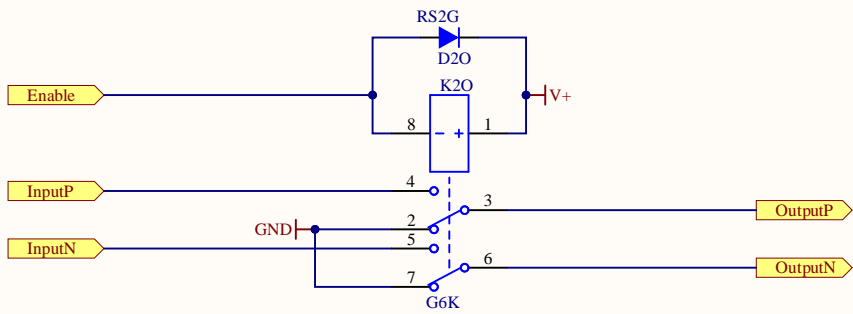 RS2G
D2O
K2O
Enable
V+
8
- +
1
4
InputP
3
OutputP
2
GND
5
InputN
6
OutputN
7
G6K